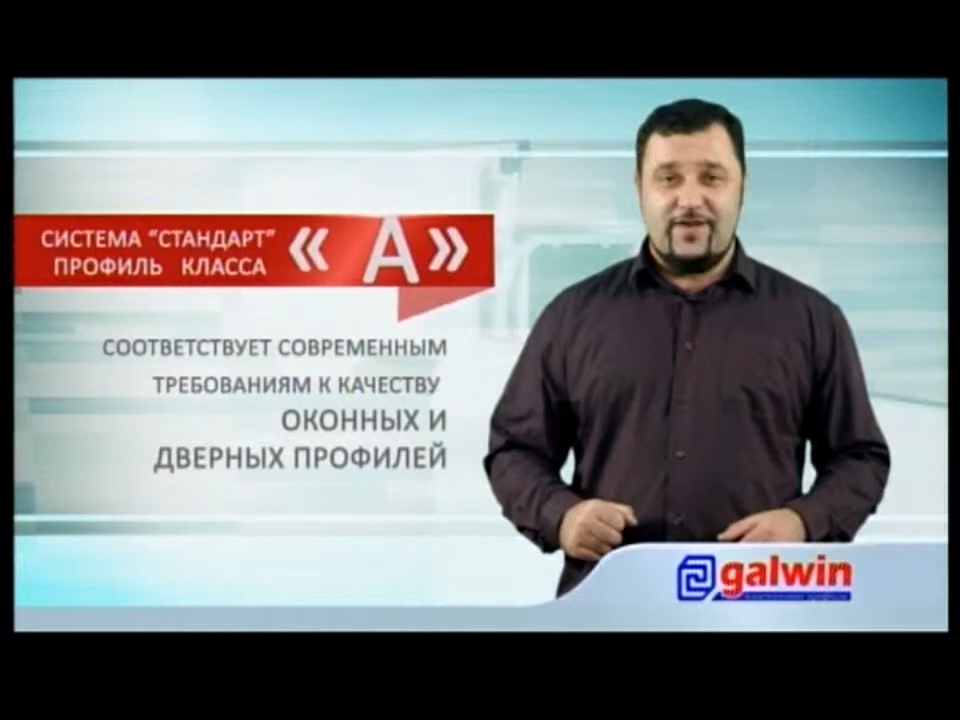 СИСТЕМА “СТАНДАРТ”
ПРОФИЛЬ КЛАССА
« А»
СООТВЕТСТВУЕТ СОВРЕМЕННЫМ
ТРЕБОВАНИЯМ К КАЧЕСТВУ
ОКОННЫХ И
ДВЕРНЫХ ПРОФИЛЕЙ
galwin